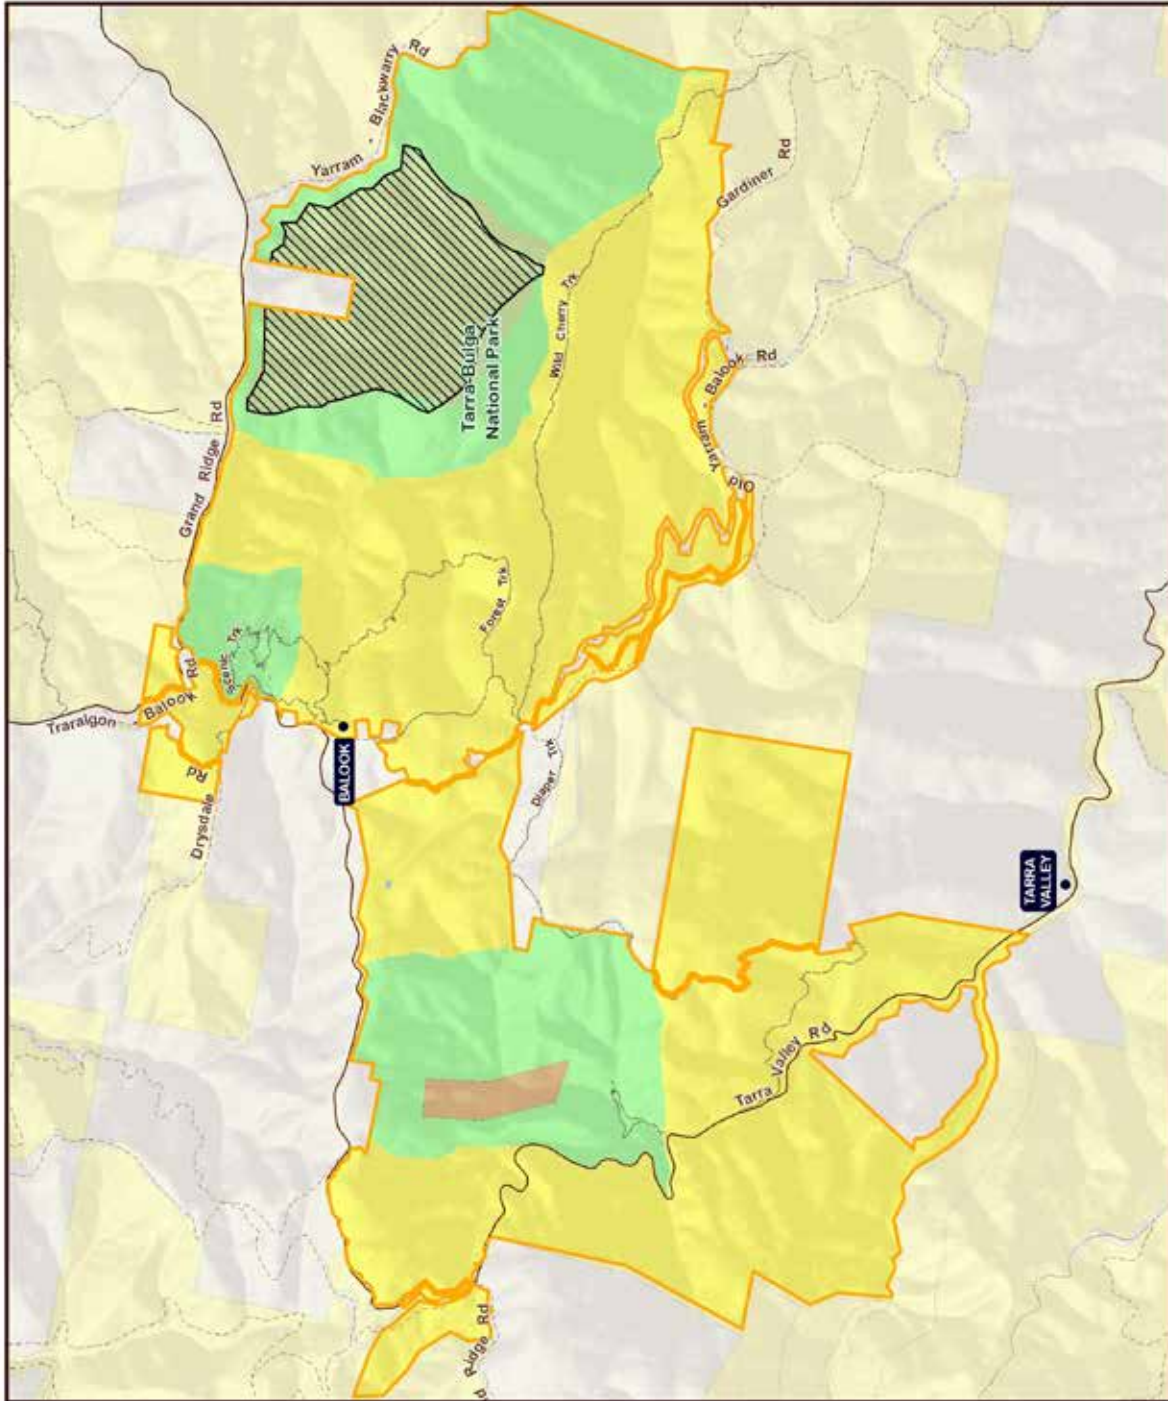 Yarram - Blackwarry Rd
Grand Ridge Rd
Gardiner Rd
Wild Cherry Trk
Tarra-Bulga
National Park
Old Yarram - Balook Rd
Forest Trk
Scenic Trk
Traralgon - Balook Rd
Drysdale Rd
BALOOK
Diaper Trk
TARRA
VALLEY
Tarra Valley Rd
d Ridge Rd